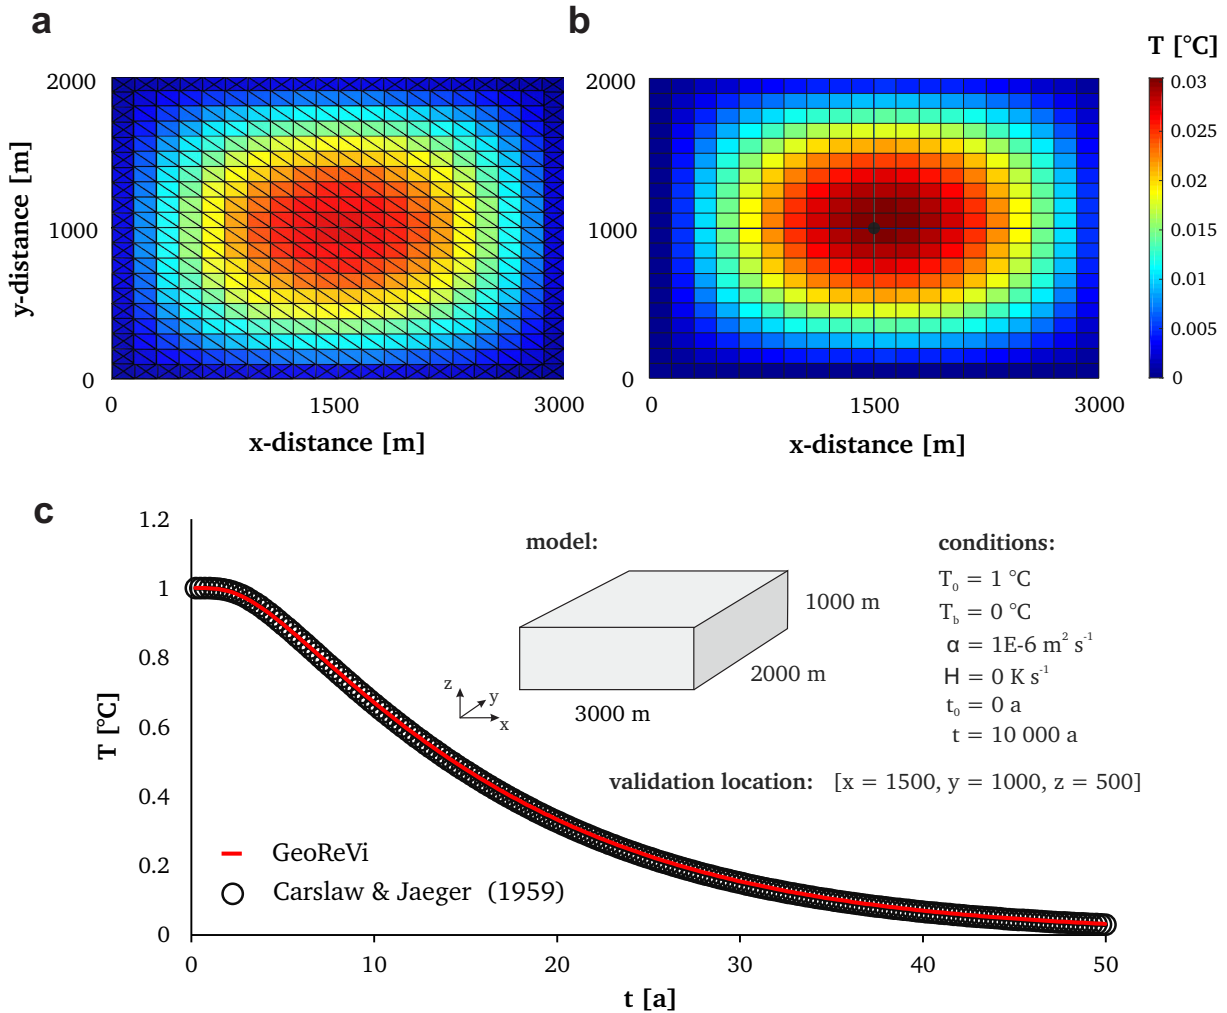 a
b
T [°C]
2000
1000
0
y-distance [m]
0
1500
3000
x-distance [m]
2000
1000
0
0
1500
3000
x-distance [m]
0.03
0.025
0.02
0.015
0.01
0.005
0
c
1.2
1
0.8
0.6
0.4
0.2
0
T [°C]
0
10
20
30
40
50
t [a]
model:
1000 m
2000 m
3000 m
z
y
x
conditions:
T₀ = 1 °C
T_b = 0 °C
α = 1E-6 m² s⁻¹
H = 0 K s⁻¹
t₀ = 0 a
t = 10 000 a
validation location: [x = 1500, y = 1000, z = 500]
GeoReVi
Carslaw & Jaeger (1959)